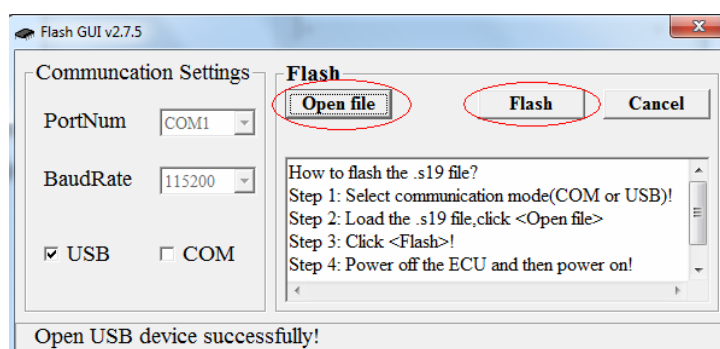 Flash GUI v2.7.5
Communcation Settings
PortNum
COM1
BaudRate
115200
USB
COM
Flash
Open file
Flash
Cancel
How to flash the .s19 file?
Step 1: Select communication mode(COM or USB)!
Step 2: Load the .s19 file,click <Open file>
Step 3: Click <Flash>!
Step 4: Power off the ECU and then power on!
Open USB device successfully!